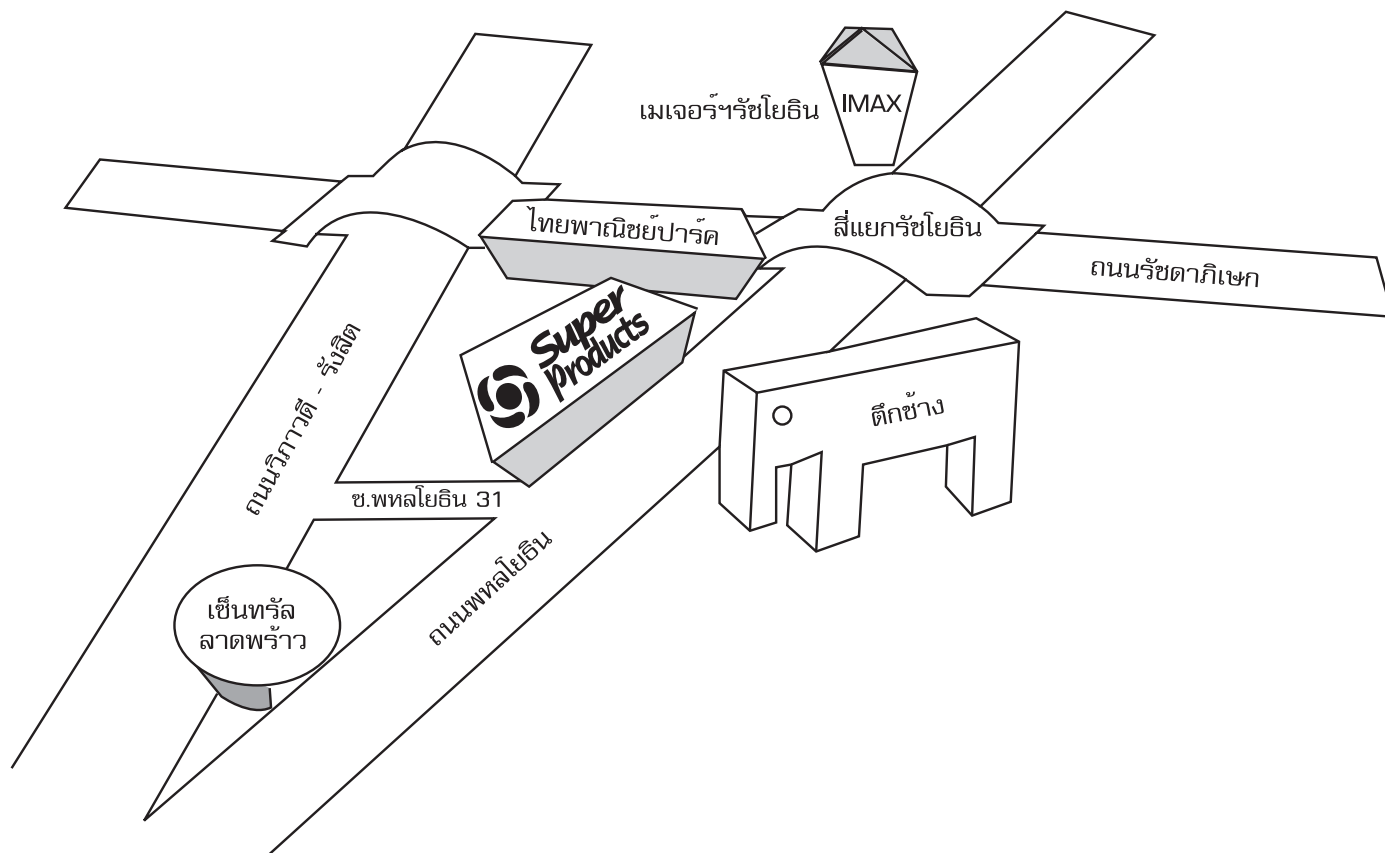 เมเจอร์ฯรัชโยธิน
IMAX
ไทยพาณิชย์ปาร์ค
สี่แยกรัชโยธิน
ถนนรัชดาภิเษก
Super
Products
ถนนวิภาวดี - รังสิต
ตึกช้าง
ซ.พหลโยธิน 31
ถนนพหลโยธิน
เซ็นทรัล
ลาดพร้าว